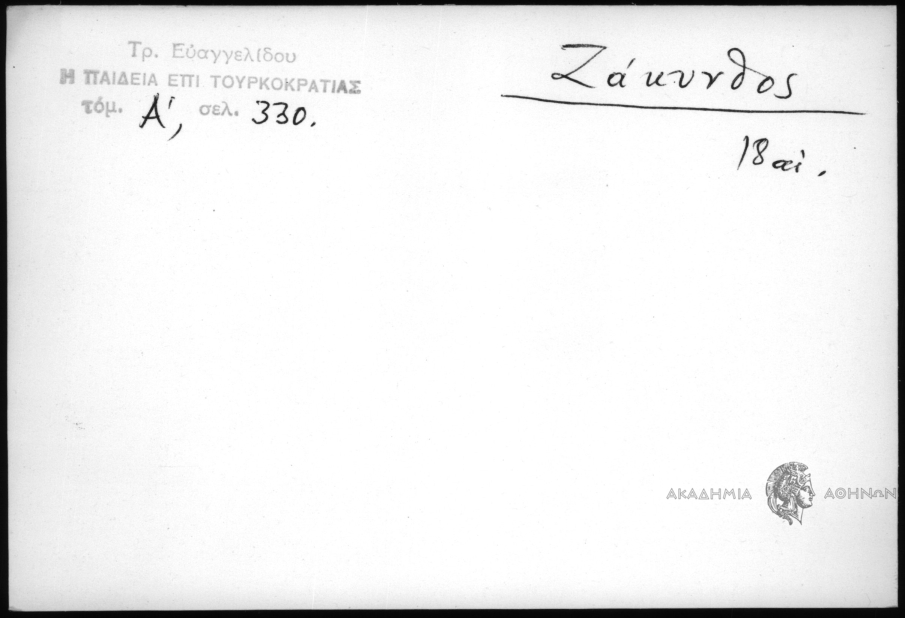 Τρ. Εὐαγγελίδου
Η ΠΑΙΔΕΙΑ ΕΠΙ ΤΟΥΡΚΟΚΡΑΤΙΑΣ
τόμ. Α', σελ. 330.
Ζάκυνθος
18 αἰ.
ΑΚΑΔΗΜΙΑ ΑΘΗΝΩΝ